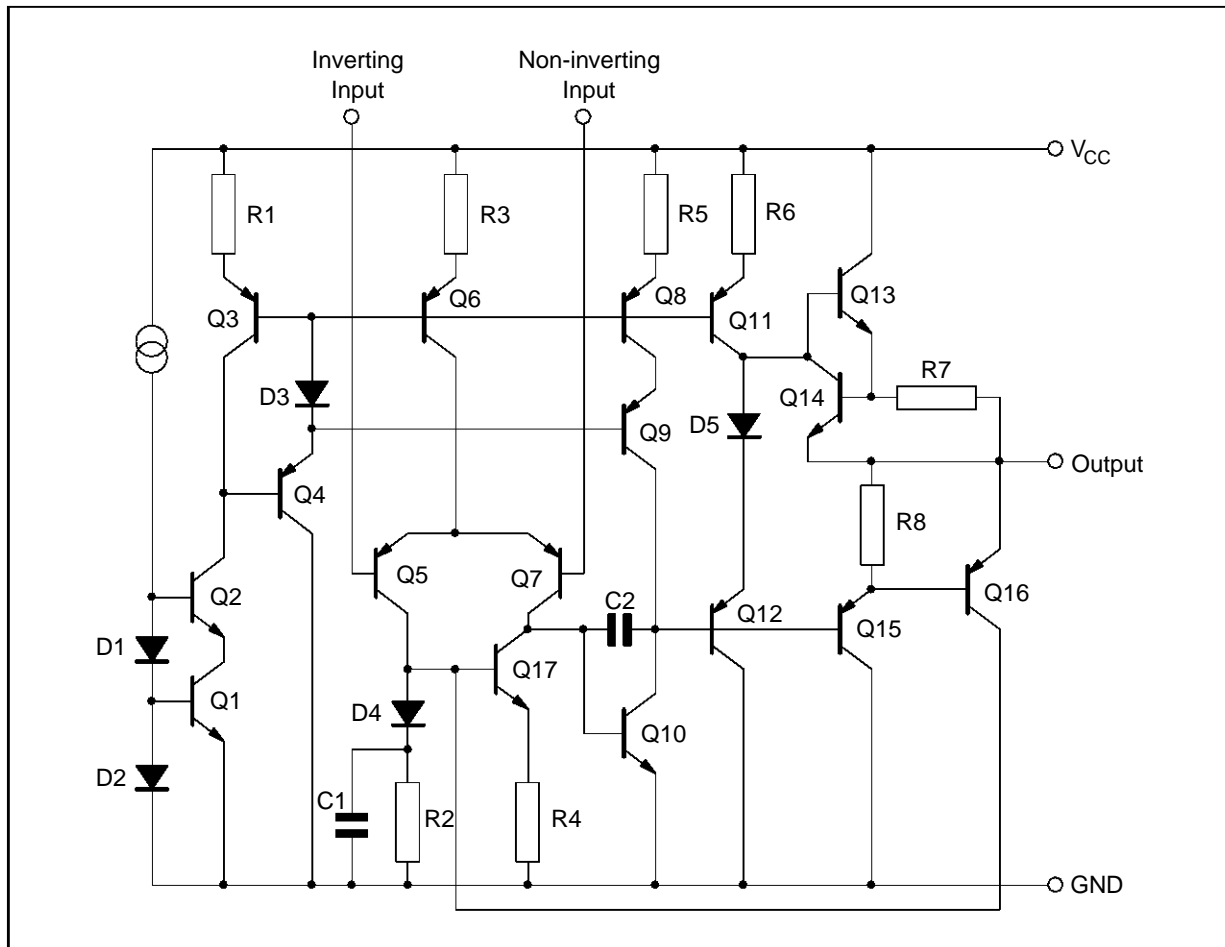 Inverting
Input
Non-inverting
Input
V_CC
R1
R3
R5
R6
Q3
Q6
Q8
Q11
Q13
R7
D3
Q14
D5
Q9
Q4
Output
R8
Q5
Q7
Q2
C2
Q12
Q15
Q16
D1
Q17
Q1
D4
Q10
D2
C1
R2
R4
GND